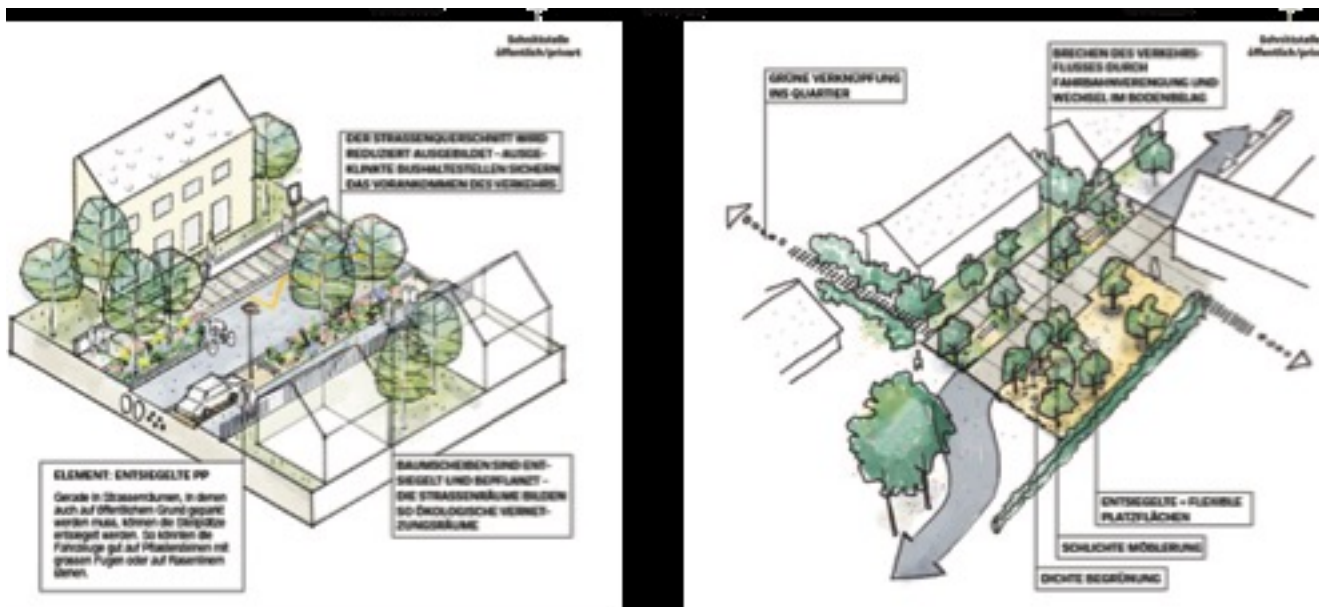 Schnittstelle
öffentlich/privat
DER STRASSENQUERSCHNITT WIRD
REDUZIERT AUSGEBILDET – AUSGE-
KLINKTE BUSHALTESTELLEN SICHERN
DAS VORANKOMMEN DES VERKEHRS
ELEMENT: ENTSIEGELTE PP
Gerade in Strassenräumen, in denen
auch auf öffentlichem Grund geparkt
werden muss, können die Stellplätze
entsiegelt werden. So könnten die
Fahrzeuge gut auf Pflastersteinen mit
grossen Fugen oder auf Rasenlinern
stehen.
BAUMSCHEIBEN SIND ENT-
SIEGELT UND BEPFLANZT –
DIE STRASSENRÄUME BILDEN
SO ÖKOLOGISCHE VERNET-
ZUNGSRÄUME
Schnittstelle
öffentlich/priva
GRÜNE VERKNÜPFUNG
INS QUARTIER
BRECHEN DES VERKEHRS-
FLUSSES DURCH
FAHRBAHNVERENGUNG UND
WECHSEL IM BODENBELAG
ENTSIEGELTE – FLEXIBLE
PLATZFLÄCHEN
SCHLICHTE MÖBLERUNG
DICHTE BEGRÜNUNG